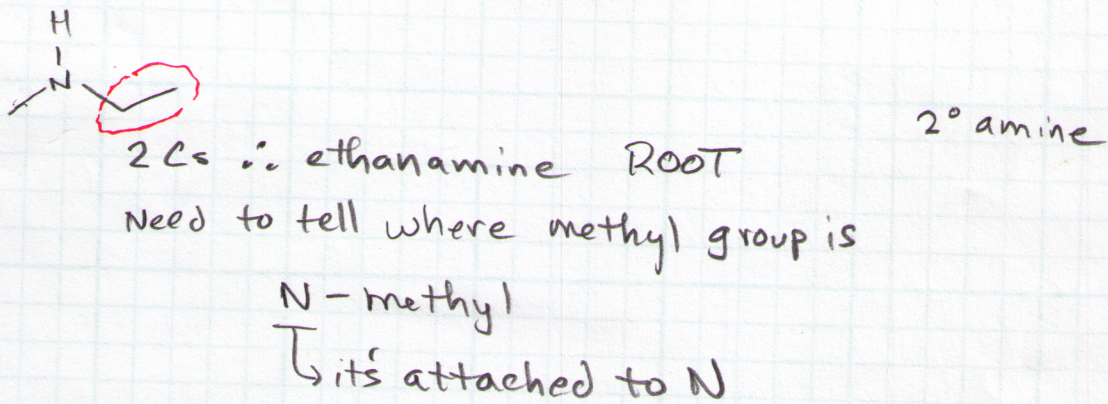 H
N
2° amine
2 Cs ∴ ethanamine ROOT
Need to tell where methyl group is
N-methyl
↳ it's attached to N